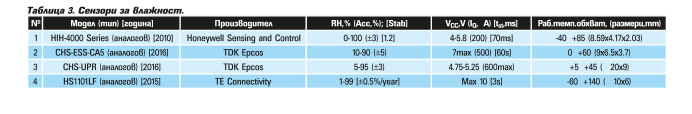 Таблица 3. Сензори за влажност.
№ Модел (тип) [година] Производител RH,% (Acc,%); [Stab] VCC,V (IQ, A) [tss,ms] Раб.темп.обхват, (размери,mm)
1 HIH-4000 Series (аналогов) [2010] Honeywell Sensing and Control 0-100 (±3) [1.2] 4-5.8 (200) [70ms] -40 +85 (8.59x4.17x2.03)
2 CHS-ESS-CA5 (аналогов) [2016] TDK Epcos 10-90 (±5) 7max (500) [60s] 0 +60 (9x6.5x3.7)
3 CHS-UPR (аналогов) [2016] TDK Epcos 5-95 (±3) 4.75-5.25 (600max) +5 +45 ( 20x9)
4 HS1101LF (аналогов) [2015] TE Connectivity 1-99 [±0.5%/year] Max 10 [3s] -60 +140 ( 10x6)